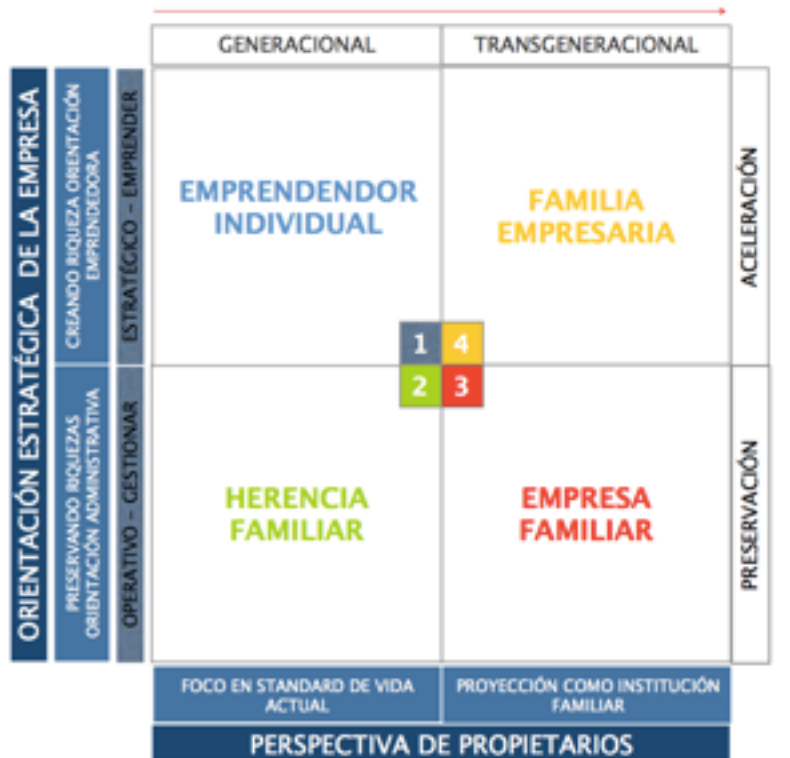 GENERACIONAL
TRANSGENERACIONAL
ORIENTACIÓN ESTRATÉGICA DE LA EMPRESA
CREANDO RIQUEZA ORIENTACIÓN
EMPRENDEDORA
ESTRATÉGICO - EMPRENDER
EMPRENDENDOR
INDIVIDUAL
FAMILIA
EMPRESARIA
ACELERACIÓN
1
4
2
3
PRESERVANDO RIQUEZAS
ORIENTACIÓN ADMINISTRATIVA
OPERATIVO - GESTIONAR
HERENCIA
FAMILIAR
EMPRESA
FAMILIAR
PRESERVACIÓN
FOCO EN STANDARD DE VIDA
ACTUAL
PROYECCIÓN COMO INSTITUCIÓN
FAMILIAR
PERSPECTIVA DE PROPIETARIOS